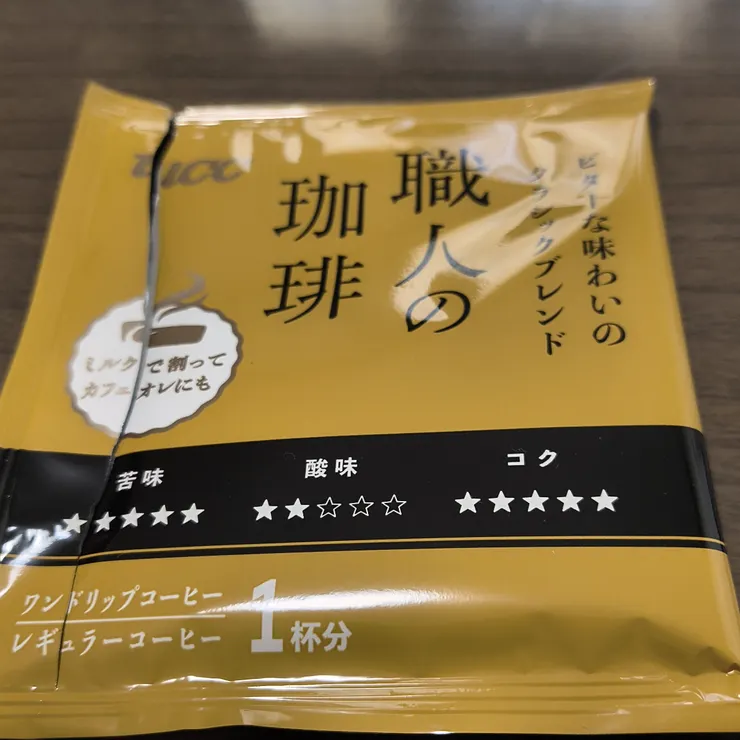 UCC
職人の
珈琲
ビターな味わいの
クラシックブレンド
ミルクで割って
カフェオレにも
苦味 酸味 コク
★★★★★ ★★☆☆☆ ★★★★★
ワンドリップコーヒー
レギュラーコーヒー
1杯分